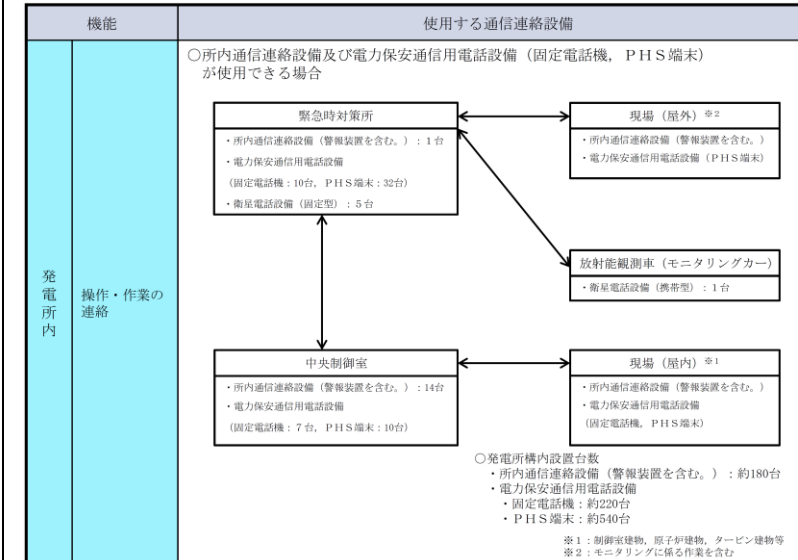 機能
使用する通信連絡設備
発電所内
操作・作業の
連絡
○所内通信連絡設備及び電力保安通信用電話設備（固定電話機，ＰＨＳ端末）
が使用できる場合
緊急時対策所
・所内通信連絡設備（警報装置を含む。）：１台
・電力保安通信用電話設備
（固定電話機：10台，ＰＨＳ端末：32台）
・衛星電話設備（固定型）：５台
現場（屋外）※２
・所内通信連絡設備（警報装置を含む。）
・電力保安通信用電話設備（ＰＨＳ端末）
放射能観測車（モニタリングカー）
・衛星電話設備（携帯型）：１台
中央制御室
・所内通信連絡設備（警報装置を含む。）：14台
・電力保安通信用電話設備
（固定電話機：７台，ＰＨＳ端末：10台）
現場（屋内）※１
・所内通信連絡設備（警報装置を含む。）
・電力保安通信用電話設備
（固定電話機，ＰＨＳ端末）
○発電所構内設置台数
・所内通信連絡設備（警報装置を含む。）：約180台
・電力保安通信用電話設備
・固定電話機：約220台
・ＰＨＳ端末：約540台
※１：制御室建物，原子炉建物，タービン建物等
※２：モニタリングに係る作業を含む